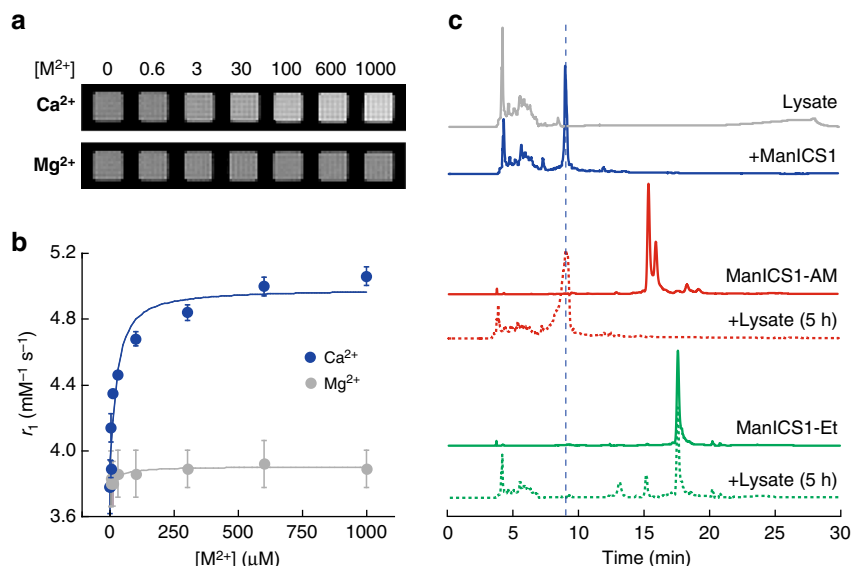 a
[M²⁺] 0 0.6 3 30 100 600 1000
Ca²⁺
Mg²⁺
b
5.2
4.8
4.4
4.0
3.6
r₁ (mM⁻¹ s⁻¹)
Ca²⁺
Mg²⁺
0 250 500 750 1000
[M²⁺] (μM)
c
Lysate
+ManICS1
ManICS1-AM
+Lysate (5 h)
ManICS1-Et
+Lysate (5 h)
0 5 10 15 20 25 30
Time (min)